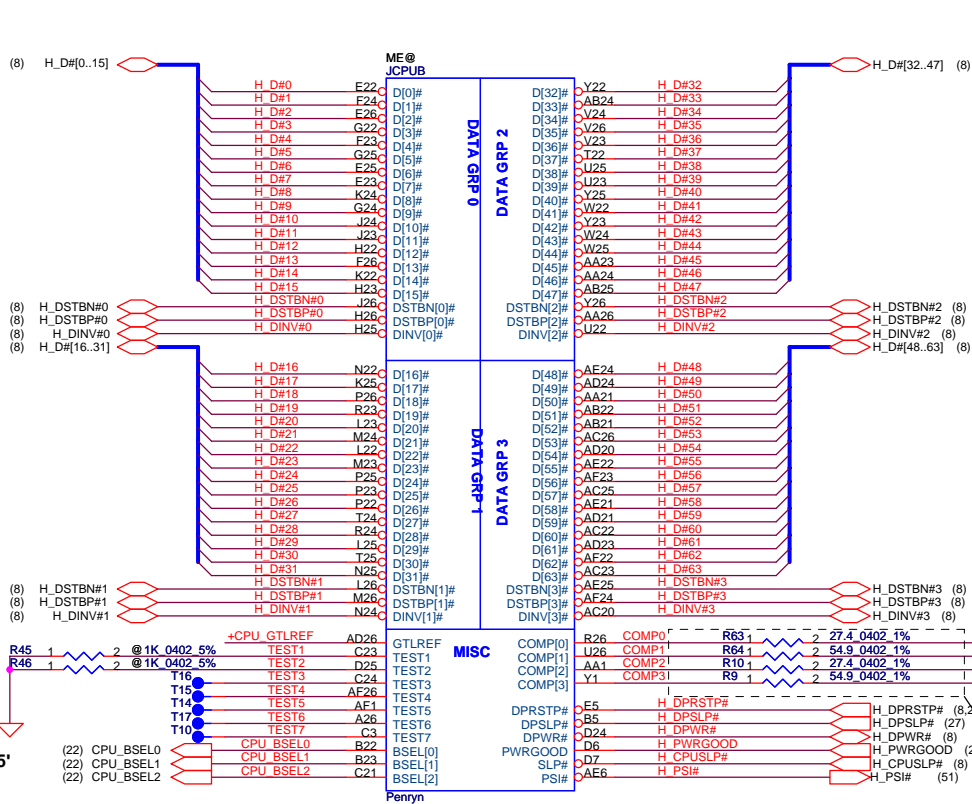 ME@
JCPUB
(8) H_D#[0..15] H_D#[32..47] (8)
H_D#0 E22 D[0]# D[32]# Y22 H_D#32
H_D#1 F24 D[1]# D[33]# AB24 H_D#33
H_D#2 E26 D[2]# D[34]# V24 H_D#34
H_D#3 G22 D[3]# D[35]# V26 H_D#35
H_D#4 F23 D[4]# D[36]# V23 H_D#36
H_D#5 G25 D[5]# D[37]# T22 H_D#37
H_D#6 E25 D[6]# D[38]# U25 H_D#38
H_D#7 E23 D[7]# D[39]# U23 H_D#39
H_D#8 K24 D[8]# D[40]# Y25 H_D#40
H_D#9 G24 D[9]# D[41]# W22 H_D#41
H_D#10 J24 D[10]# D[42]# Y23 H_D#42
H_D#11 J23 D[11]# D[43]# W24 H_D#43
H_D#12 H22 D[12]# D[44]# W25 H_D#44
H_D#13 F26 D[13]# D[45]# AA23 H_D#45
H_D#14 K22 D[14]# D[46]# AA24 H_D#46
H_D#15 H23 D[15]# D[47]# AB25 H_D#47
DATA GRP 0
DATA GRP 2
(8) H_DSTBN#0 H_DSTBN#0 J26 DSTBN[0]# DSTBN[2]# Y26 H_DSTBN#2 H_DSTBN#2 (8)
(8) H_DSTBP#0 H_DSTBP#0 H26 DSTBP[0]# DSTBP[2]# AA26 H_DSTBP#2 H_DSTBP#2 (8)
(8) H_DINV#0 H_DINV#0 H25 DINV[0]# DINV[2]# U22 H_DINV#2 H_DINV#2 (8)
(8) H_D#[16..31] H_D#[48..63] (8)
H_D#16 N22 D[16]# D[48]# AE24 H_D#48
H_D#17 K25 D[17]# D[49]# AD24 H_D#49
H_D#18 P26 D[18]# D[50]# AA21 H_D#50
H_D#19 R23 D[19]# D[51]# AB22 H_D#51
H_D#20 L23 D[20]# D[52]# AB21 H_D#52
H_D#21 M24 D[21]# D[53]# AC26 H_D#53
H_D#22 L22 D[22]# D[54]# AD20 H_D#54
H_D#23 M23 D[23]# D[55]# AE22 H_D#55
H_D#24 P25 D[24]# D[56]# AF23 H_D#56
H_D#25 P23 D[25]# D[57]# AC25 H_D#57
H_D#26 P22 D[26]# D[58]# AE21 H_D#58
H_D#27 T24 D[27]# D[59]# AD21 H_D#59
H_D#28 R24 D[28]# D[60]# AC22 H_D#60
H_D#29 L25 D[29]# D[61]# AD23 H_D#61
H_D#30 T25 D[30]# D[62]# AF22 H_D#62
H_D#31 N25 D[31]# D[63]# AC23 H_D#63
DATA GRP 1
DATA GRP 3
(8) H_DSTBN#1 H_DSTBN#1 L26 DSTBN[1]# DSTBN[3]# AE25 H_DSTBN#3 H_DSTBN#3 (8)
(8) H_DSTBP#1 H_DSTBP#1 M26 DSTBP[1]# DSTBP[3]# AF24 H_DSTBP#3 H_DSTBP#3 (8)
(8) H_DINV#1 H_DINV#1 N24 DINV[1]# DINV[3]# AC20 H_DINV#3 H_DINV#3 (8)
MISC
+CPU_GTLREF AD26 GTLREF COMP[0] R26 COMP0 R63 1 2 27.4_0402_1%
R45 1 2 @1K_0402_5% TEST1 C23 TEST1 COMP[1] U26 COMP1 R64 1 2 54.9_0402_1%
R46 1 2 @1K_0402_5% TEST2 D25 TEST2 COMP[2] AA1 COMP2 R10 1 2 27.4_0402_1%
T16 TEST3 C24 TEST3 COMP[3] Y1 COMP3 R9 1 2 54.9_0402_1%
T15 TEST4 AF26 TEST4
T14 TEST5 AF1 TEST5 DPRSTP# E5 H_DPRSTP# H_DPRSTP# (8,2
T17 TEST6 A26 TEST6 DPSLP# B5 H_DPSLP# H_DPSLP# (27)
T10 TEST7 C3 TEST7 DPWR# D24 H_DPWR# H_DPWR# (8)
(22) CPU_BSEL0 CPU_BSEL0 B22 BSEL[0] PWRGOOD D6 H_PWRGOOD H_PWRGOOD (2
5' (22) CPU_BSEL1 CPU_BSEL1 B23 BSEL[1] SLP# D7 H_CPUSLP# H_CPUSLP# (8)
(22) CPU_BSEL2 CPU_BSEL2 C21 BSEL[2] PSI# AE6 H_PSI# H_PSI# (51)
Penryn